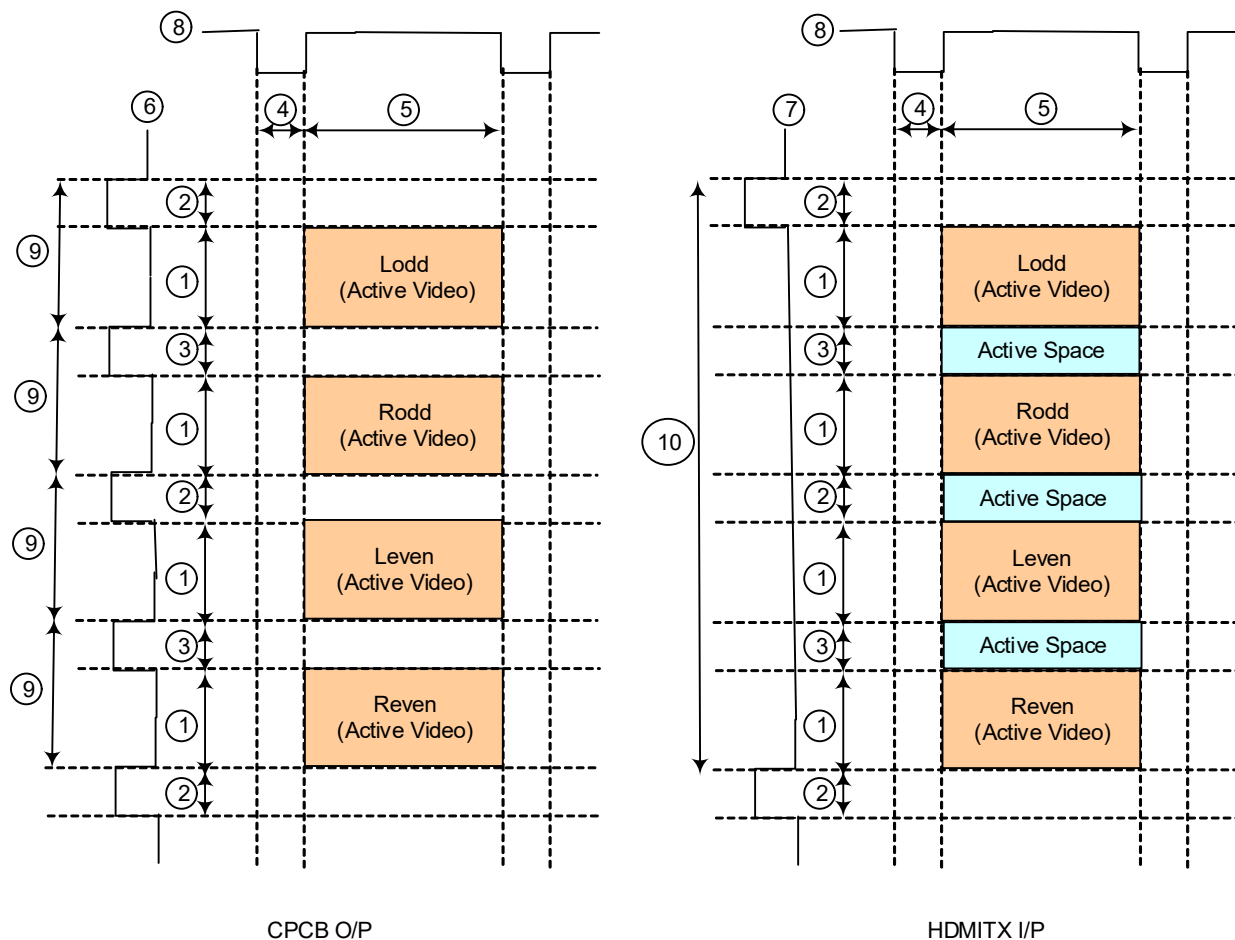 8
6
4
5
2
9
1
Lodd
(Active Video)
3
9
1
Rodd
(Active Video)
2
9
1
Leven
(Active Video)
3
9
1
Reven
(Active Video)
2
CPCB O/P
8
7
4
5
2
1
Lodd
(Active Video)
3
Active Space
10
1
Rodd
(Active Video)
2
Active Space
1
Leven
(Active Video)
3
Active Space
1
Reven
(Active Video)
2
HDMITX I/P